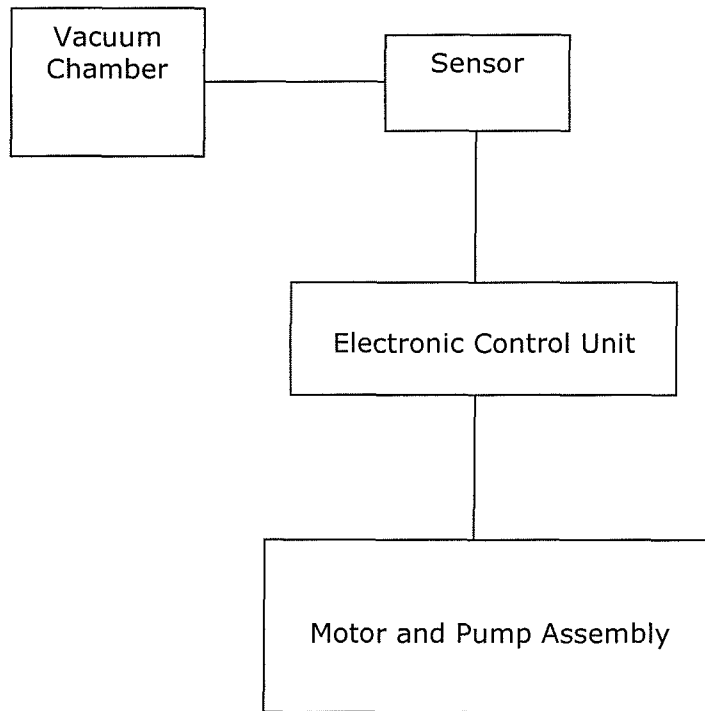 Vacuum
Chamber
Sensor
Electronic Control Unit
Motor and Pump Assembly